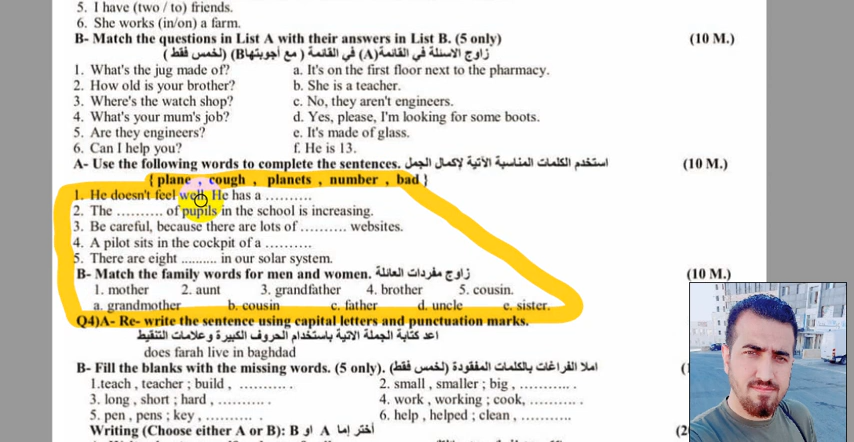 5. I have (two / to) friends.
6. She works (in/on) a farm.
B- Match the questions in List A with their answers in List B. (5 only) (10 M.)
زاوج الاسئلة في القائمة(A) في القائمة ( مع أجوبتها(B) (لخمس فقط )
1. What's the jug made of? a. It's on the first floor next to the pharmacy.
2. How old is your brother? b. She is a teacher.
3. Where's the watch shop? c. No, they aren't engineers.
4. What's your mum's job? d. Yes, please, I'm looking for some boots.
5. Are they engineers? e. It's made of glass.
6. Can I help you? f. He is 13.
A- Use the following words to complete the sentences. استخدم الكلمات المناسبة الأتية لإكمال الجمل (10 M.)
{ plane , cough , planets , number , bad }
1. He doesn't feel well. He has a ..........
2. The .......... of pupils in the school is increasing.
3. Be careful, because there are lots of .......... websites.
4. A pilot sits in the cockpit of a ..........
5. There are eight .......... in our solar system.
B- Match the family words for men and women. زاوج مفردات العائلة (10 M.)
1. mother 2. aunt 3. grandfather 4. brother 5. cousin.
a. grandmother b. cousin c. father d. uncle e. sister.
Q4)A- Re- write the sentence using capital letters and punctuation marks.
اعد كتابة الجملة الاتية باستخدام الحروف الكبيرة وعلامات التنقيط
does farah live in baghdad
B- Fill the blanks with the missing words. (5 only). املا الفراغات بالكلمات المفقودة (لخمس فقط) (1
1.teach , teacher ; build , .......... . 2. small , smaller ; big , .......... .
3. long , short ; hard , .......... . 4. work , working ; cook, .......... .
5. pen , pens ; key , .......... . 6. help , helped ; clean , ..........
Writing (Choose either A or B): أختر إما A او B (2